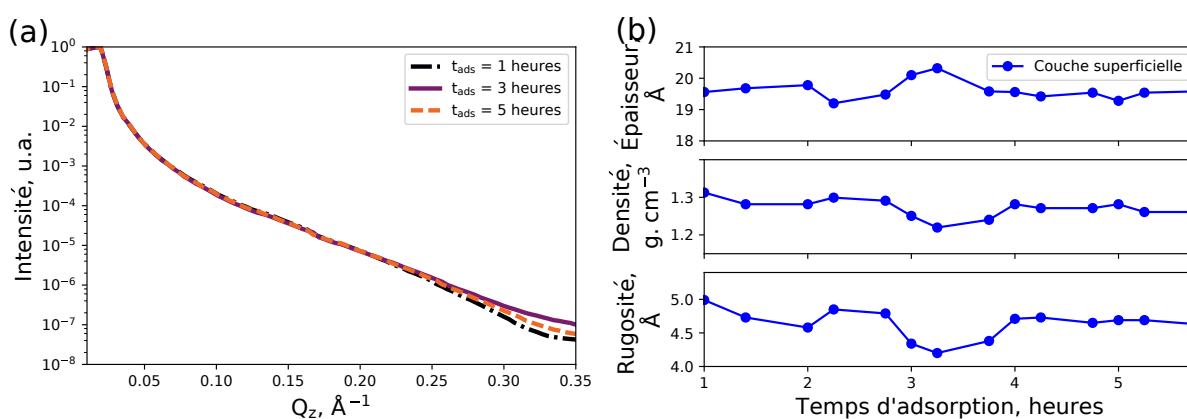 (a)
10⁰
10⁻¹
10⁻²
10⁻³
10⁻⁴
10⁻⁵
10⁻⁶
10⁻⁷
10⁻⁸
Intensité, u.a.
t_ads = 1 heures
t_ads = 3 heures
t_ads = 5 heures
0.05 0.10 0.15 0.20 0.25 0.30 0.35
Q_z, Å⁻¹
(b)
Épaisseur,
Å
21
20
19
18
Couche superficielle
Densité,
g. cm⁻³
1.3
1.2
Rugosité,
Å
5.0
4.5
4.0
1 2 3 4 5
Temps d'adsorption, heures